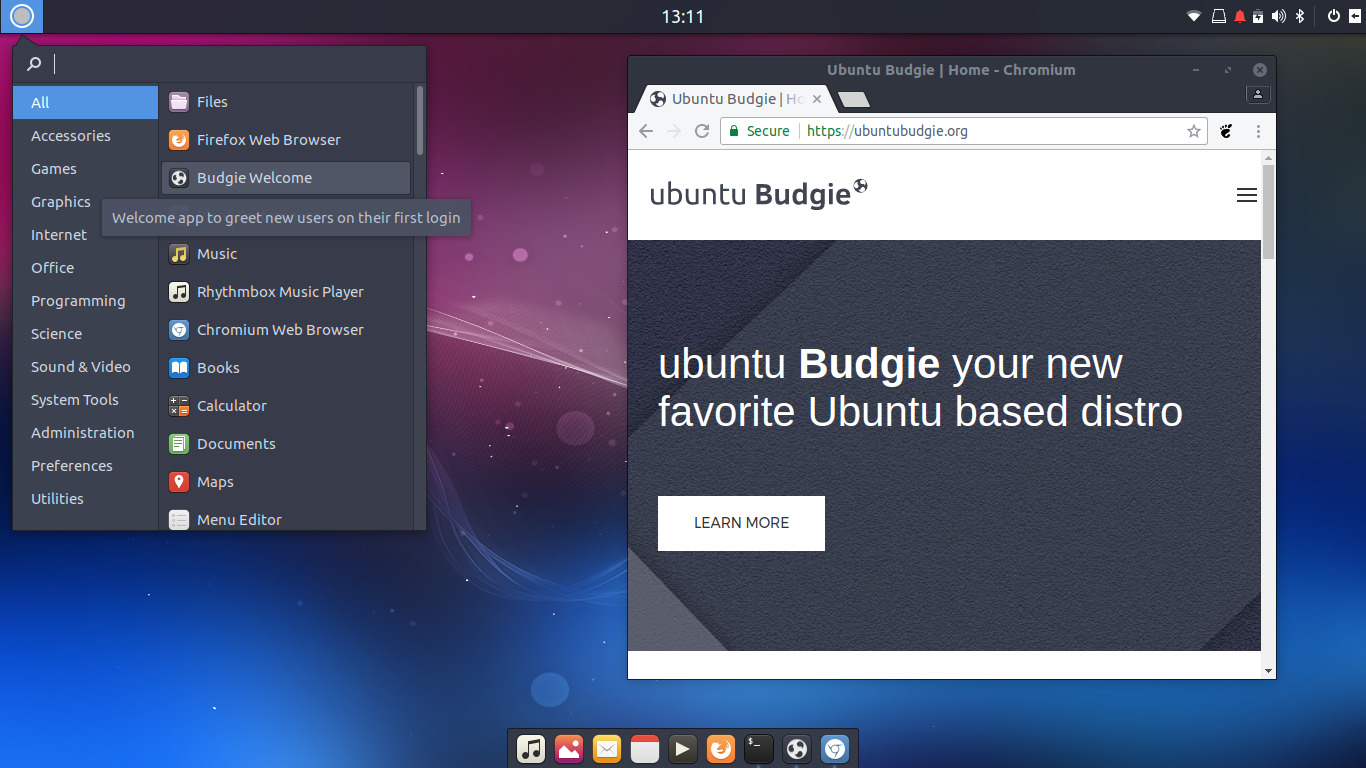 13:11
All
Accessories
Games
Graphics
Internet
Office
Programming
Science
Sound & Video
System Tools
Administration
Preferences
Utilities
Files
Firefox Web Browser
Budgie Welcome
Welcome app to greet new users on their first login
Music
Rhythmbox Music Player
Chromium Web Browser
Books
Calculator
Documents
Maps
Menu Editor
Ubuntu Budgie | Home - Chromium
Ubuntu Budgie | Ho
Secure
https://ubuntubudgie.org
ubuntu Budgie
ubuntu Budgie your new
favorite Ubuntu based distro
LEARN MORE
$_